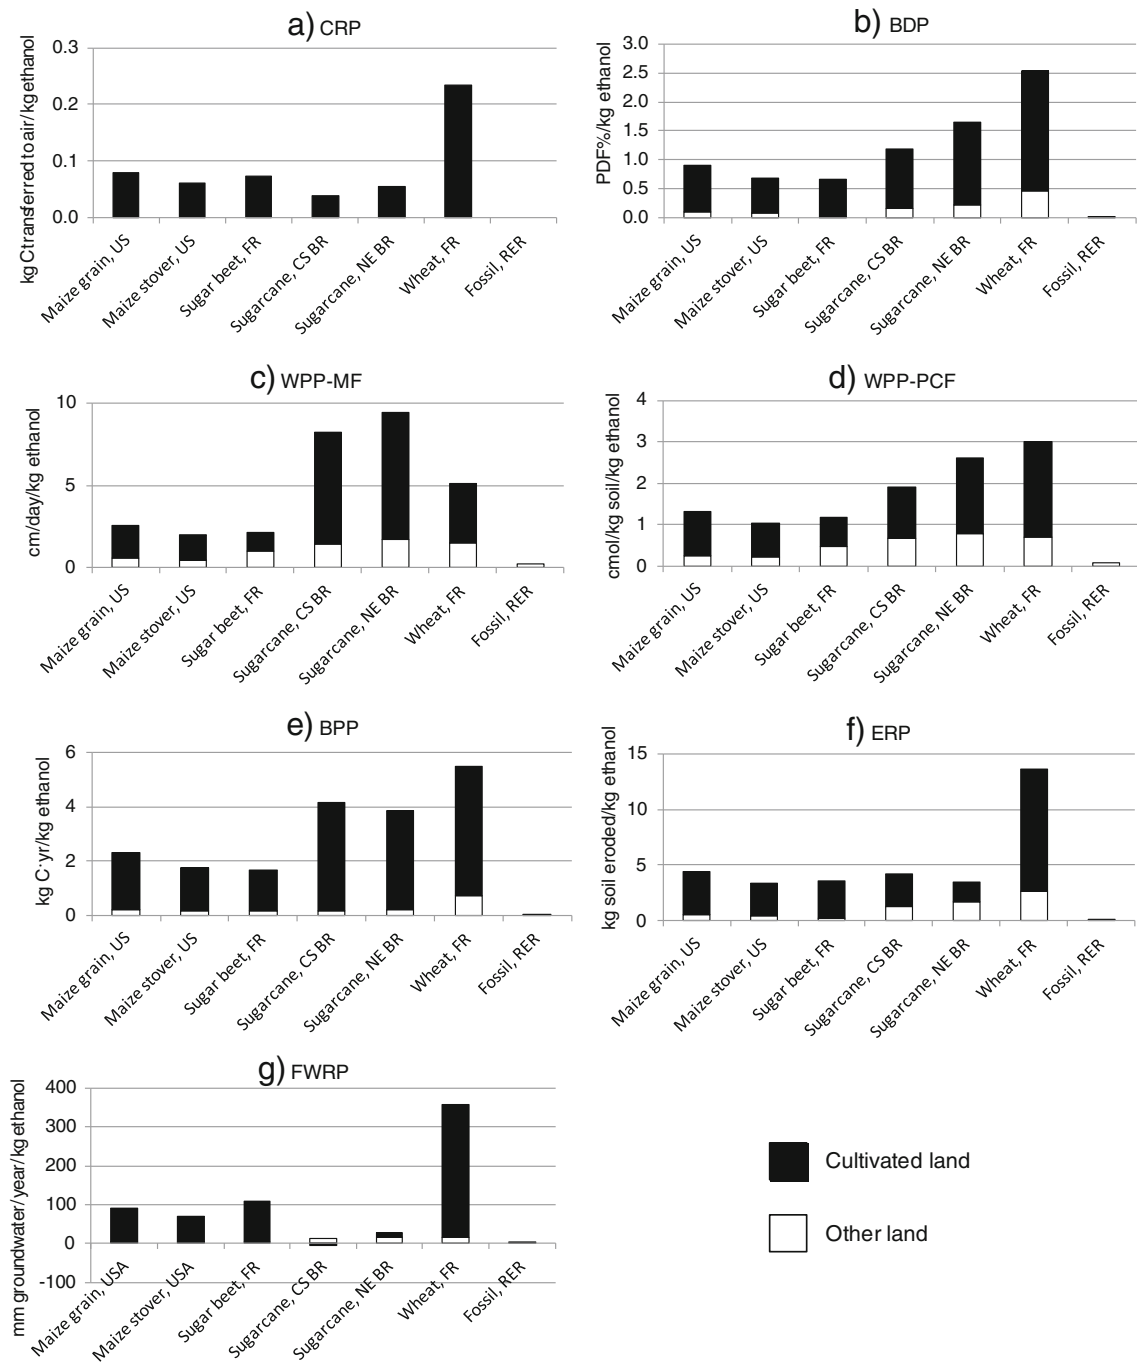 a) CRP
kg C transferred to air/kg ethanol
0.3
0.2
0.1
0.0
Maize grain, US
Maize stover, US
Sugar beet, FR
Sugarcane, CS BR
Sugarcane, NE BR
Wheat, FR
Fossil, RER
b) BDP
PDF%/kg ethanol
3.0
2.5
2.0
1.5
1.0
0.5
0.0
Maize grain, US
Maize stover, US
Sugar beet, FR
Sugarcane, CS BR
Sugarcane, NE BR
Wheat, FR
Fossil, RER
c) WPP-MF
cm/day/kg ethanol
10
5
0
Maize grain, US
Maize stover, US
Sugar beet, FR
Sugarcane, CS BR
Sugarcane, NE BR
Wheat, FR
Fossil, RER
d) WPP-PCF
cmol/kg soil/kg ethanol
4
3
2
1
0
Maize grain, US
Maize stover, US
Sugar beet, FR
Sugarcane, CS BR
Sugarcane, NE BR
Wheat, FR
Fossil, RER
e) BPP
kg C·yr/kg ethanol
6
4
2
0
Maize grain, US
Maize stover, US
Sugar beet, FR
Sugarcane, CS BR
Sugarcane, NE BR
Wheat, FR
Fossil, RER
f) ERP
kg soil eroded/kg ethanol
15
10
5
0
Maize grain, US
Maize stover, US
Sugar beet, FR
Sugarcane, CS BR
Sugarcane, NE BR
Wheat, FR
Fossil, RER
g) FWRP
mm groundwater/year/kg ethanol
400
300
200
100
0
-100
Maize grain, USA
Maize stover, USA
Sugar beet, FR
Sugarcane, CS BR
Sugarcane, NE BR
Wheat, FR
Fossil, RER
Cultivated land
Other land